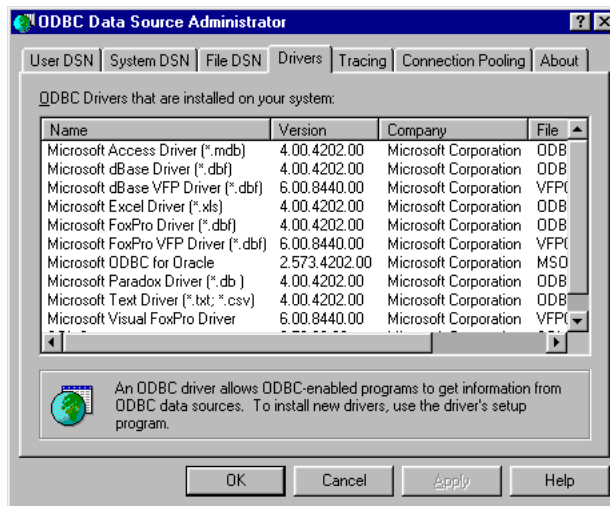 ODBC Data Source Administrator
User DSN System DSN File DSN Drivers Tracing Connection Pooling About
ODBC Drivers that are installed on your system:
Name Version Company File
Microsoft Access Driver (*.mdb) 4.00.4202.00 Microsoft Corporation ODB
Microsoft dBase Driver (*.dbf) 4.00.4202.00 Microsoft Corporation ODB
Microsoft dBase VFP Driver (*.dbf) 6.00.8440.00 Microsoft Corporation VFP
Microsoft Excel Driver (*.xls) 4.00.4202.00 Microsoft Corporation ODB
Microsoft FoxPro Driver (*.dbf) 4.00.4202.00 Microsoft Corporation ODB
Microsoft FoxPro VFP Driver (*.dbf) 6.00.8440.00 Microsoft Corporation VFP
Microsoft ODBC for Oracle 2.573.4202.00 Microsoft Corporation MSO
Microsoft Paradox Driver (*.db ) 4.00.4202.00 Microsoft Corporation ODB
Microsoft Text Driver (*.txt; *.csv) 4.00.4202.00 Microsoft Corporation ODB
Microsoft Visual FoxPro Driver 6.00.8440.00 Microsoft Corporation VFP
An ODBC driver allows ODBC-enabled programs to get information from
ODBC data sources. To install new drivers, use the driver's setup
program.
OK Cancel Apply Help